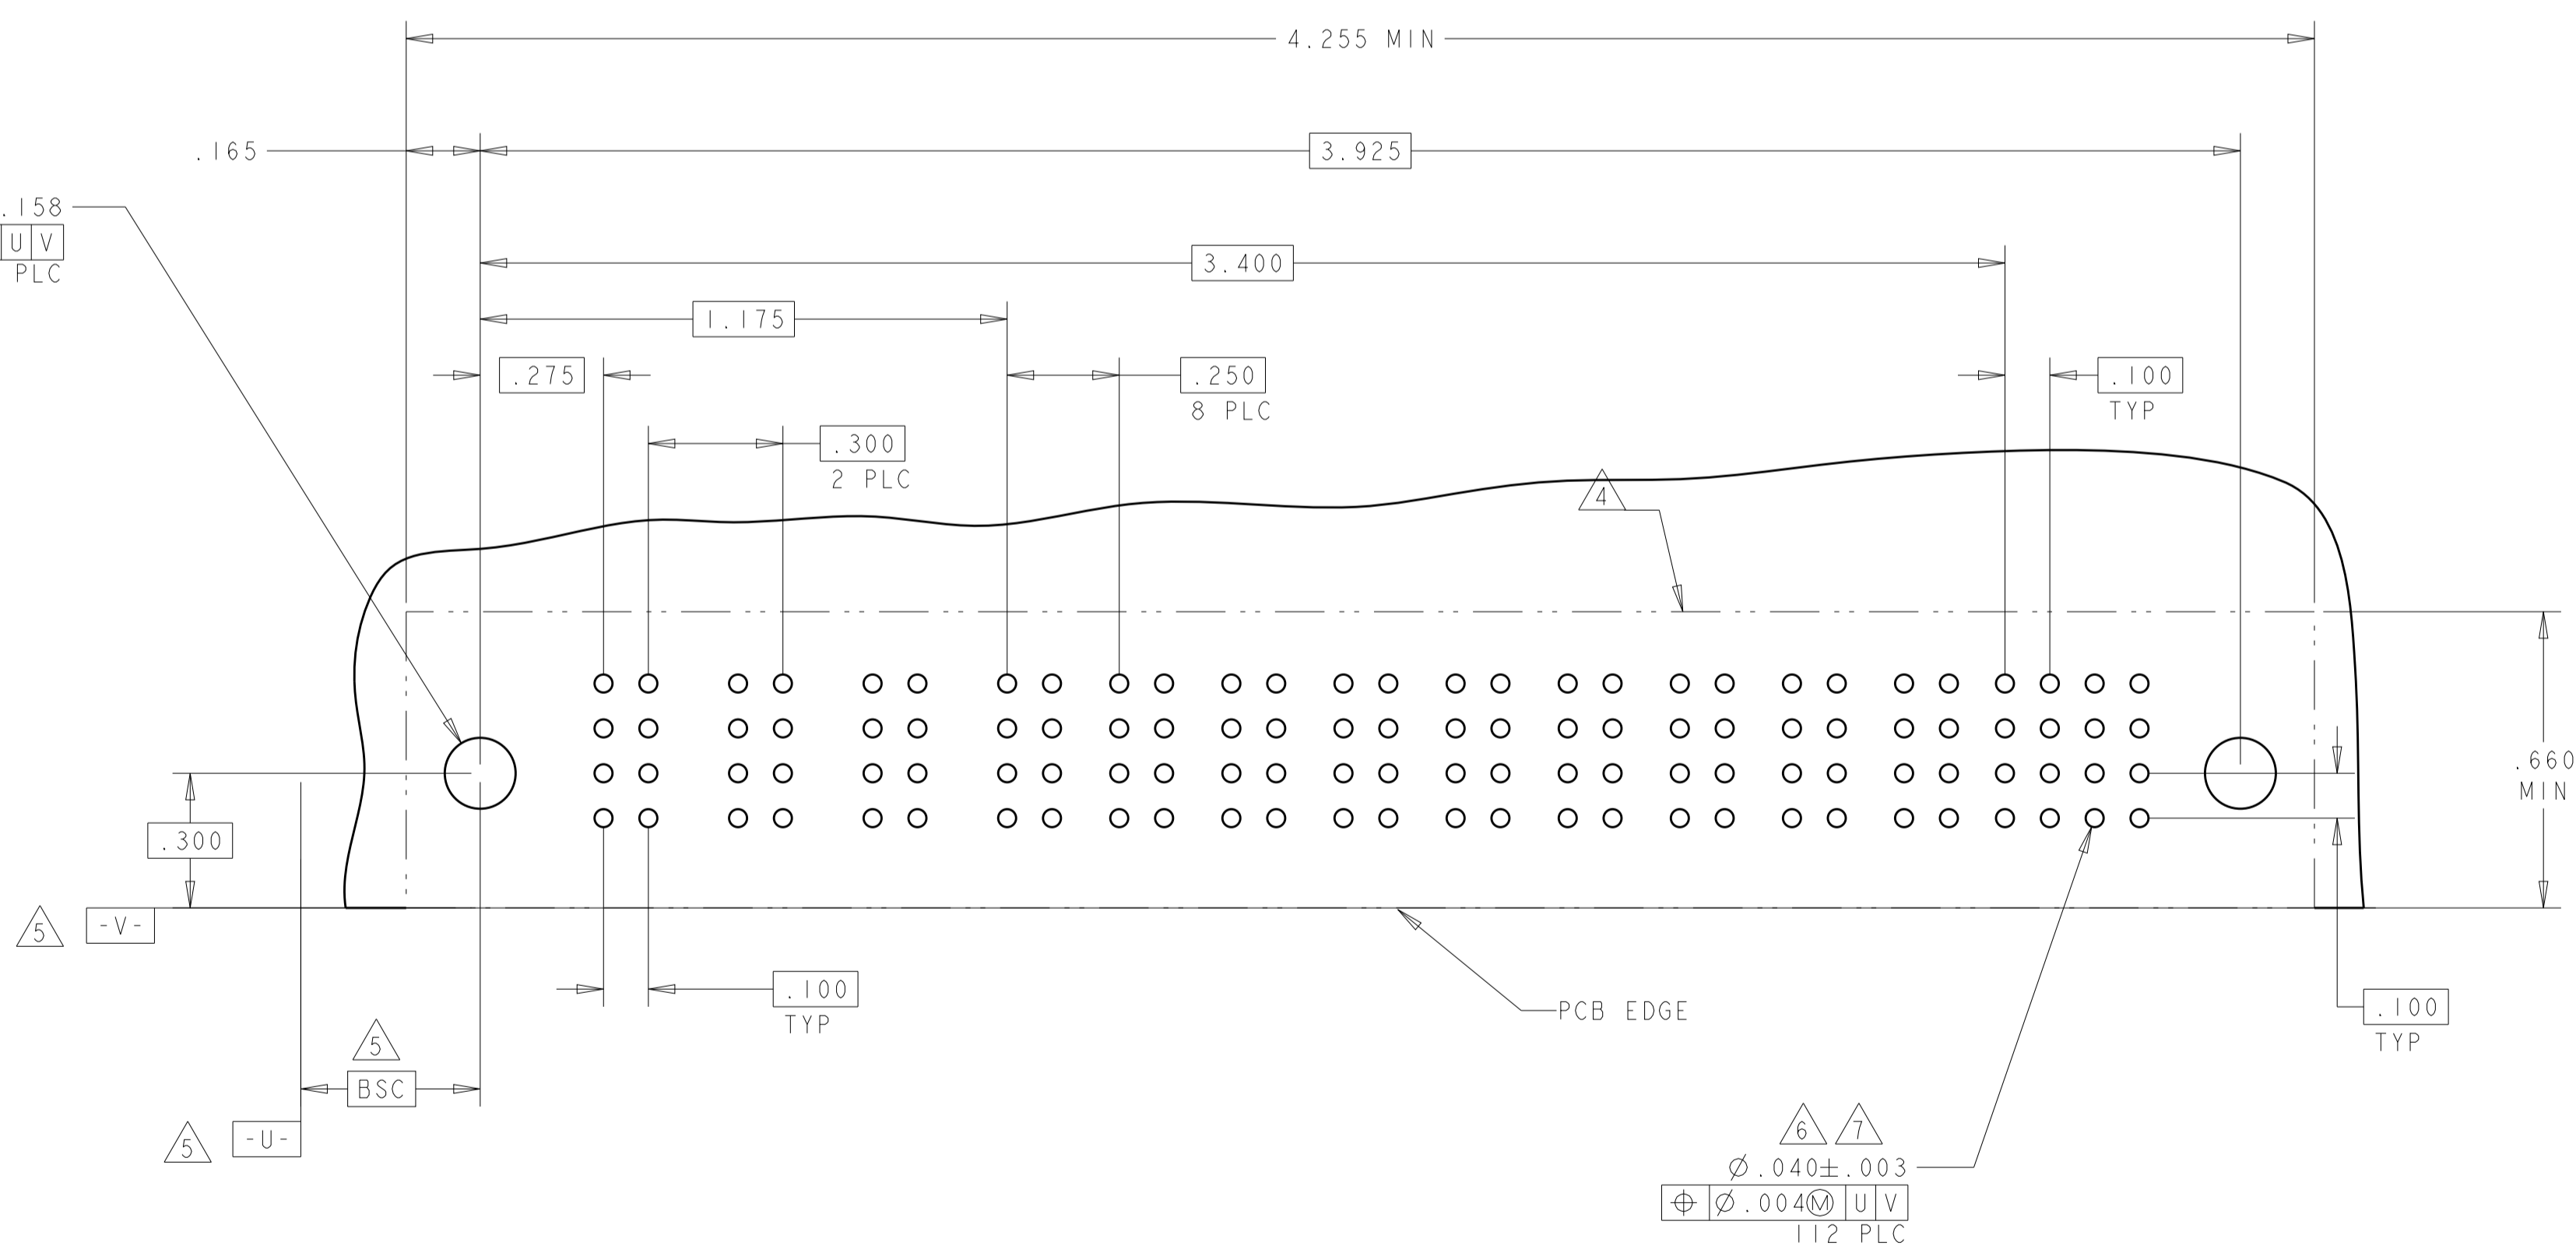 4.255 MIN
.165
3.925
.158
U V
PLC
3.400
1.175
.275
.250
8 PLC
.100
TYP
.300
2 PLC
4
.660
MIN
.300
5
-V-
.100
TYP
PCB EDGE
.100
TYP
5
BSC
5
-U-
6 7
Ø.040±.003
⌖ Ø.004Ⓜ U V
112 PLC